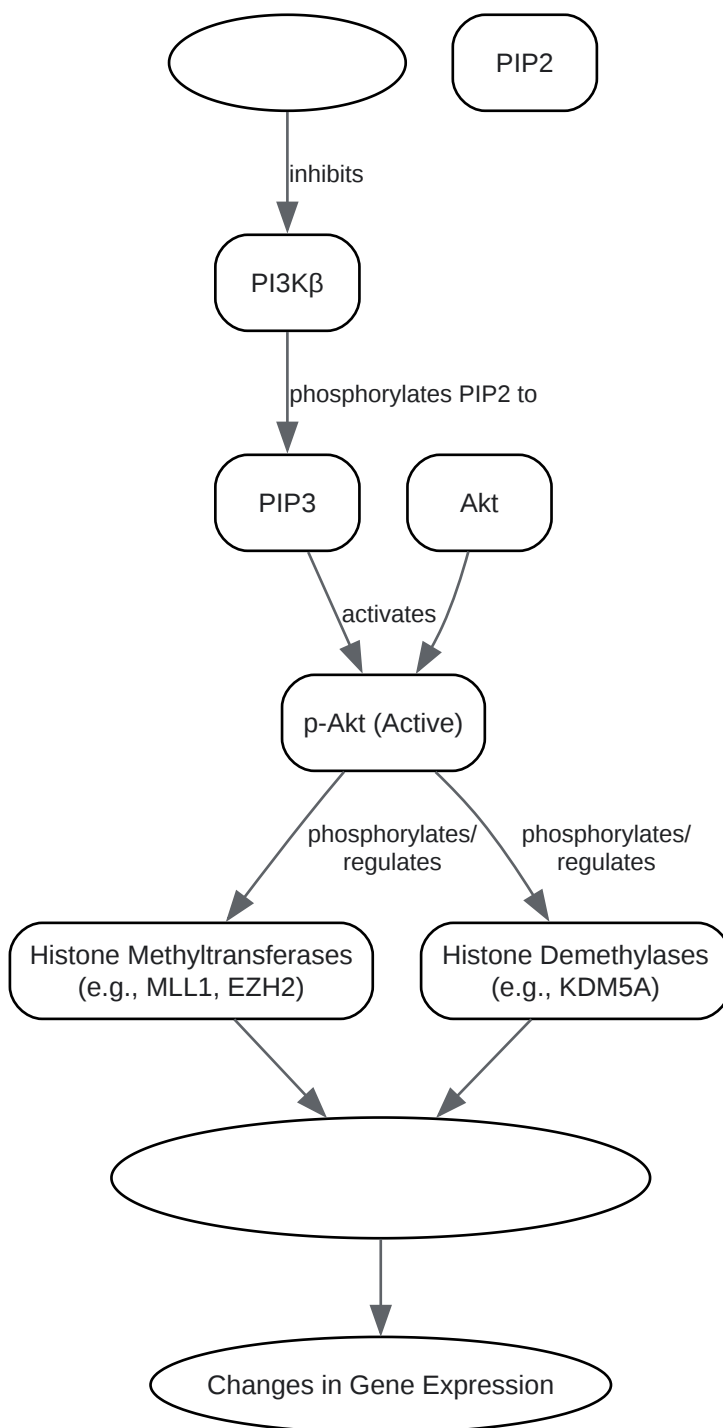 PIP2
inhibits
PI3Kβ
phosphorylates PIP2 to
PIP3
Akt
activates
p-Akt (Active)
phosphorylates/
regulates
phosphorylates/
regulates
Histone Methyltransferases
(e.g., MLL1, EZH2)
Histone Demethylases
(e.g., KDM5A)
Changes in Gene Expression